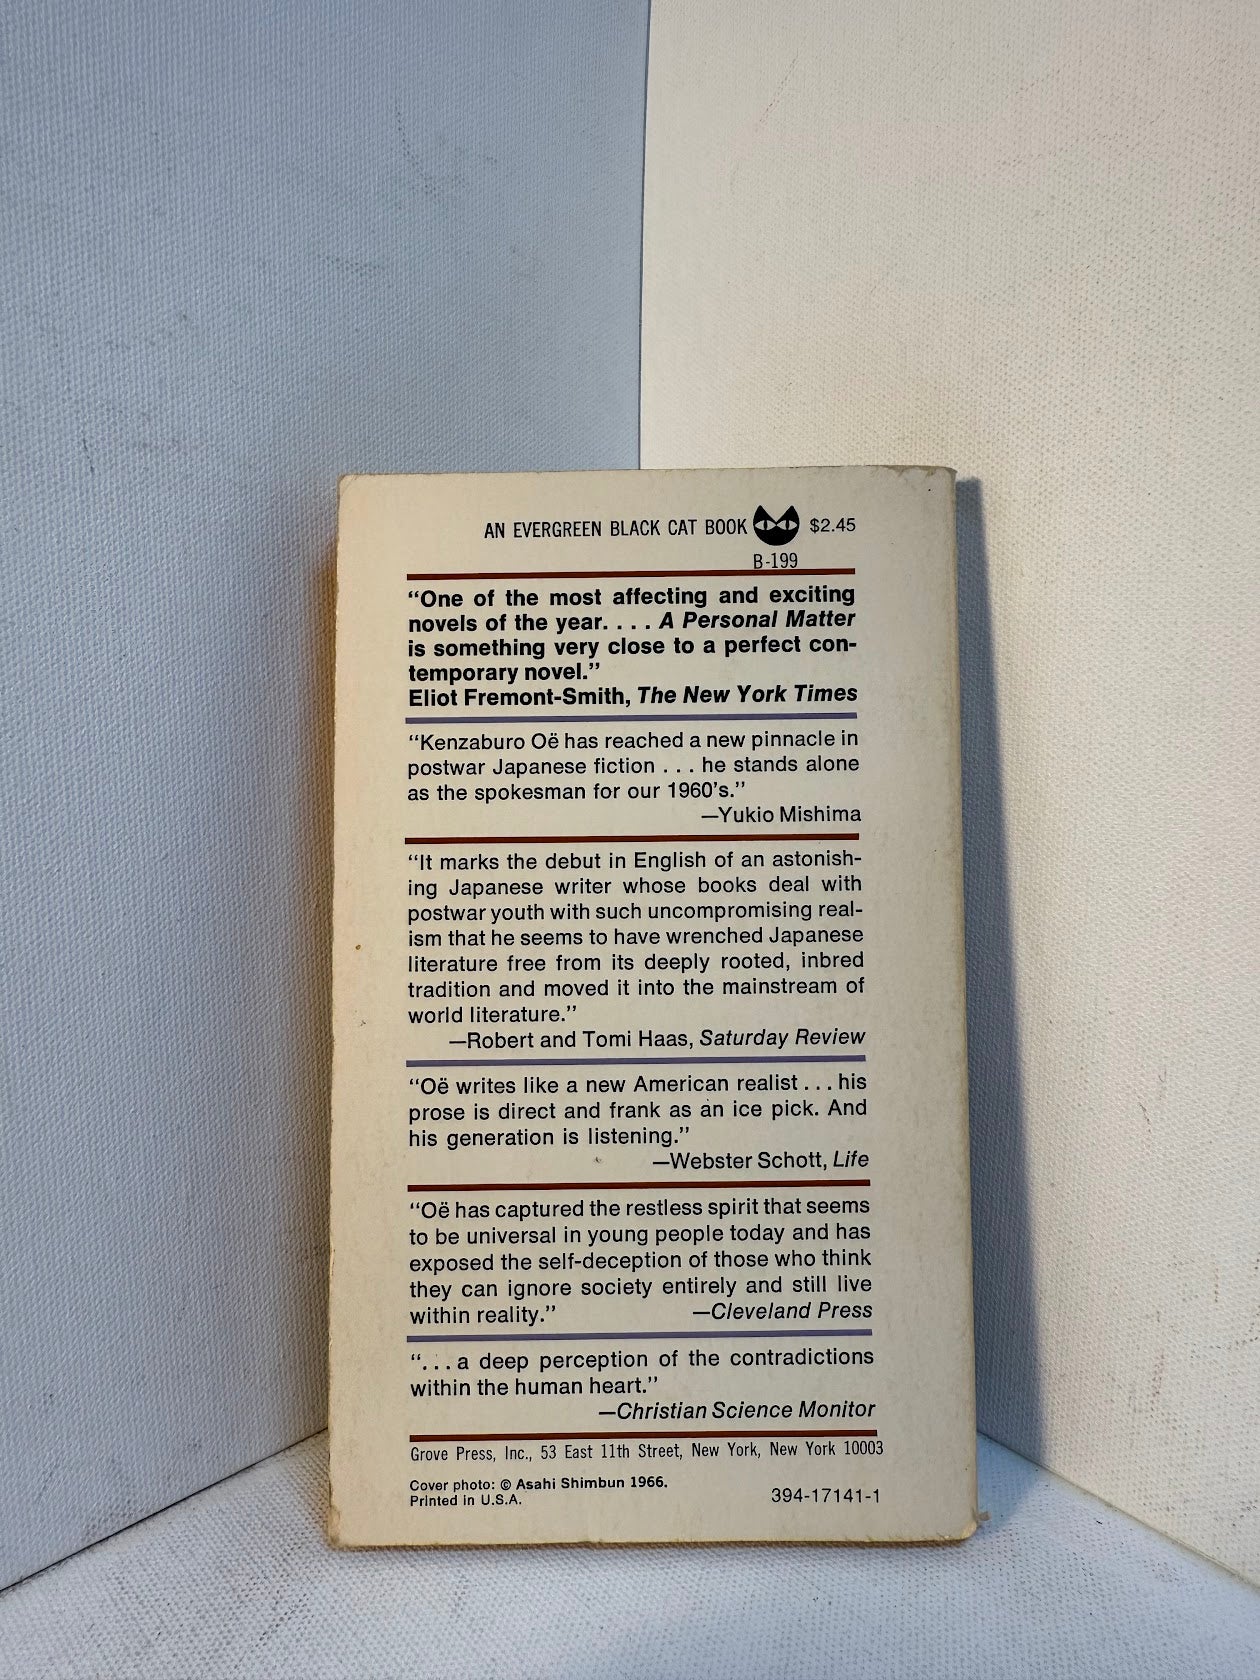 AN EVERGREEN BLACK CAT BOOK $2.45
B-199
“One of the most affecting and exciting
novels of the year. . . . A Personal Matter
is something very close to a perfect con-
temporary novel.”
Eliot Fremont-Smith, The New York Times
“Kenzaburo Oë has reached a new pinnacle in
postwar Japanese fiction . . . he stands alone
as the spokesman for our 1960’s.”
—Yukio Mishima
“It marks the debut in English of an astonish-
ing Japanese writer whose books deal with
postwar youth with such uncompromising real-
ism that he seems to have wrenched Japanese
literature free from its deeply rooted, inbred
tradition and moved it into the mainstream of
world literature.”
—Robert and Tomi Haas, Saturday Review
“Oë writes like a new American realist . . . his
prose is direct and frank as an ice pick. And
his generation is listening.”
—Webster Schott, Life
“Oë has captured the restless spirit that seems
to be universal in young people today and has
exposed the self-deception of those who think
they can ignore society entirely and still live
within reality.” —Cleveland Press
“. . . a deep perception of the contradictions
within the human heart.”
—Christian Science Monitor
Grove Press, Inc., 53 East 11th Street, New York, New York 10003
Cover photo: © Asahi Shimbun 1966.
Printed in U.S.A. 394-17141-1